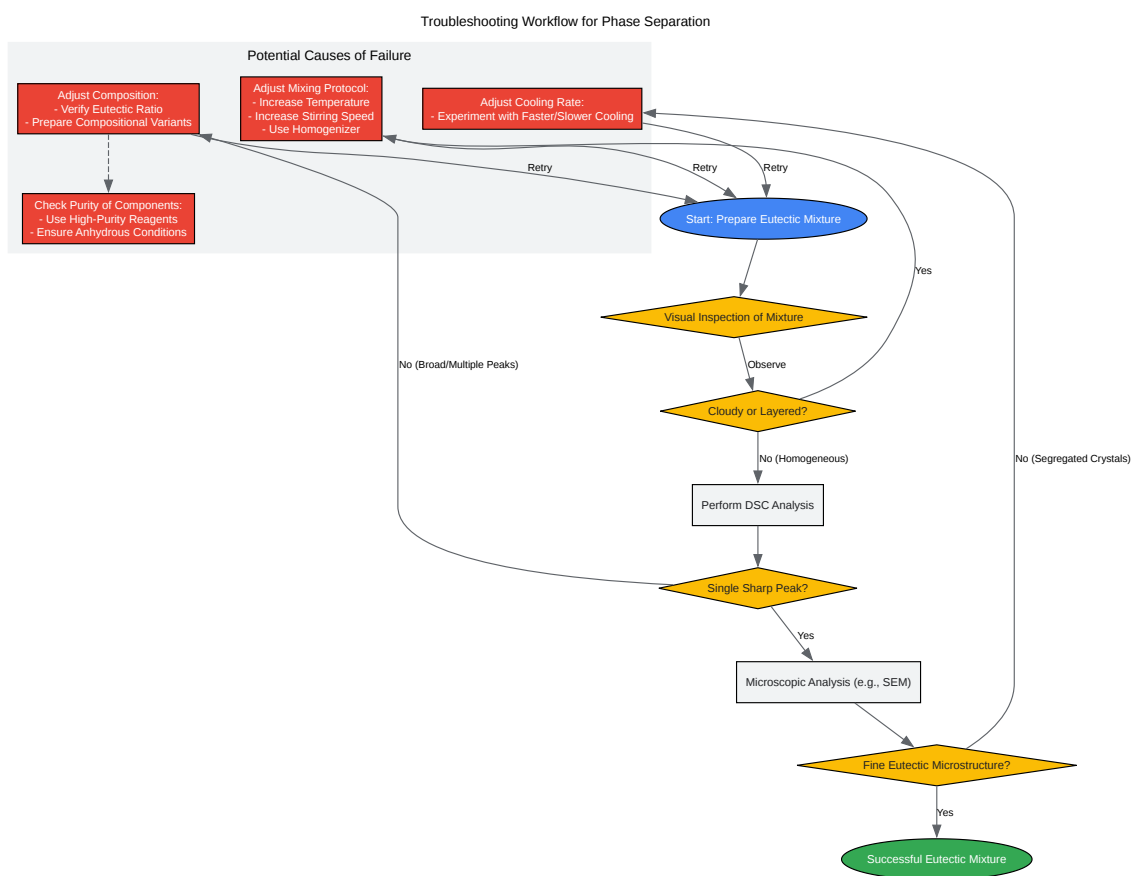 Troubleshooting Workflow for Phase Separation
Potential Causes of Failure
Adjust Composition:
- Verify Eutectic Ratio
- Prepare Compositional Variants
Adjust Mixing Protocol:
- Increase Temperature
- Increase Stirring Speed
- Use Homogenizer
Adjust Cooling Rate:
- Experiment with Faster/Slower Cooling
Retry
Retry
Retry
Check Purity of Components:
- Use High-Purity Reagents
- Ensure Anhydrous Conditions
Start: Prepare Eutectic Mixture
Yes
Visual Inspection of Mixture
No (Broad/Multiple Peaks)
Observe
Cloudy or Layered?
No (Homogeneous)
No (Segregated Crystals)
Perform DSC Analysis
Single Sharp Peak?
Yes
Microscopic Analysis (e.g., SEM)
Fine Eutectic Microstructure?
Yes
Successful Eutectic Mixture